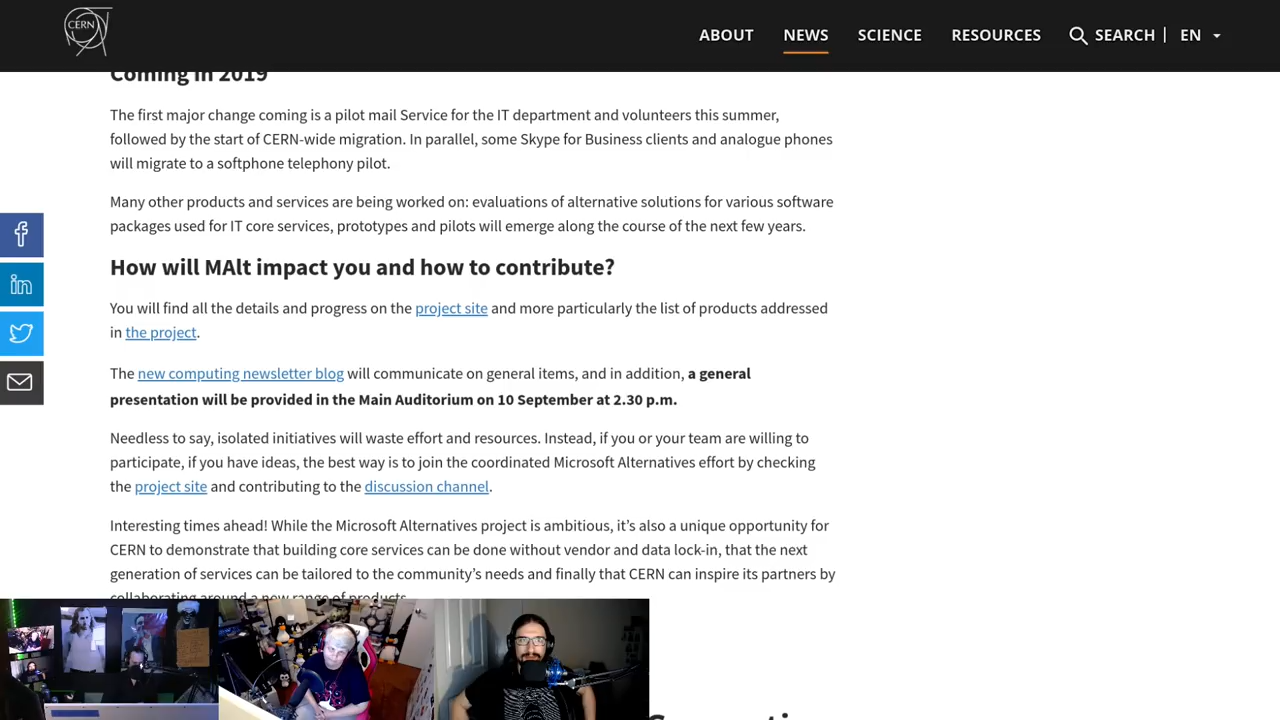 CERN
ABOUT
NEWS
SCIENCE
RESOURCES
SEARCH |
EN
Coming in 2019
The first major change coming is a pilot mail Service for the IT department and volunteers this summer,
followed by the start of CERN-wide migration. In parallel, some Skype for Business clients and analogue phones
will migrate to a softphone telephony pilot.
Many other products and services are being worked on: evaluations of alternative solutions for various software
packages used for IT core services, prototypes and pilots will emerge along the course of the next few years.
How will MAlt impact you and how to contribute?
You will find all the details and progress on the project site and more particularly the list of products addressed
in the project.
The new computing newsletter blog will communicate on general items, and in addition, a general
presentation will be provided in the Main Auditorium on 10 September at 2.30 p.m.
Needless to say, isolated initiatives will waste effort and resources. Instead, if you or your team are willing to
participate, if you have ideas, the best way is to join the coordinated Microsoft Alternatives effort by checking
the project site and contributing to the discussion channel.
Interesting times ahead! While the Microsoft Alternatives project is ambitious, it’s also a unique opportunity for
CERN to demonstrate that building core services can be done without vendor and data lock-in, that the next
generation of services can be tailored to the community’s needs and finally that CERN can inspire its partners by
collaborating around a new range of products.